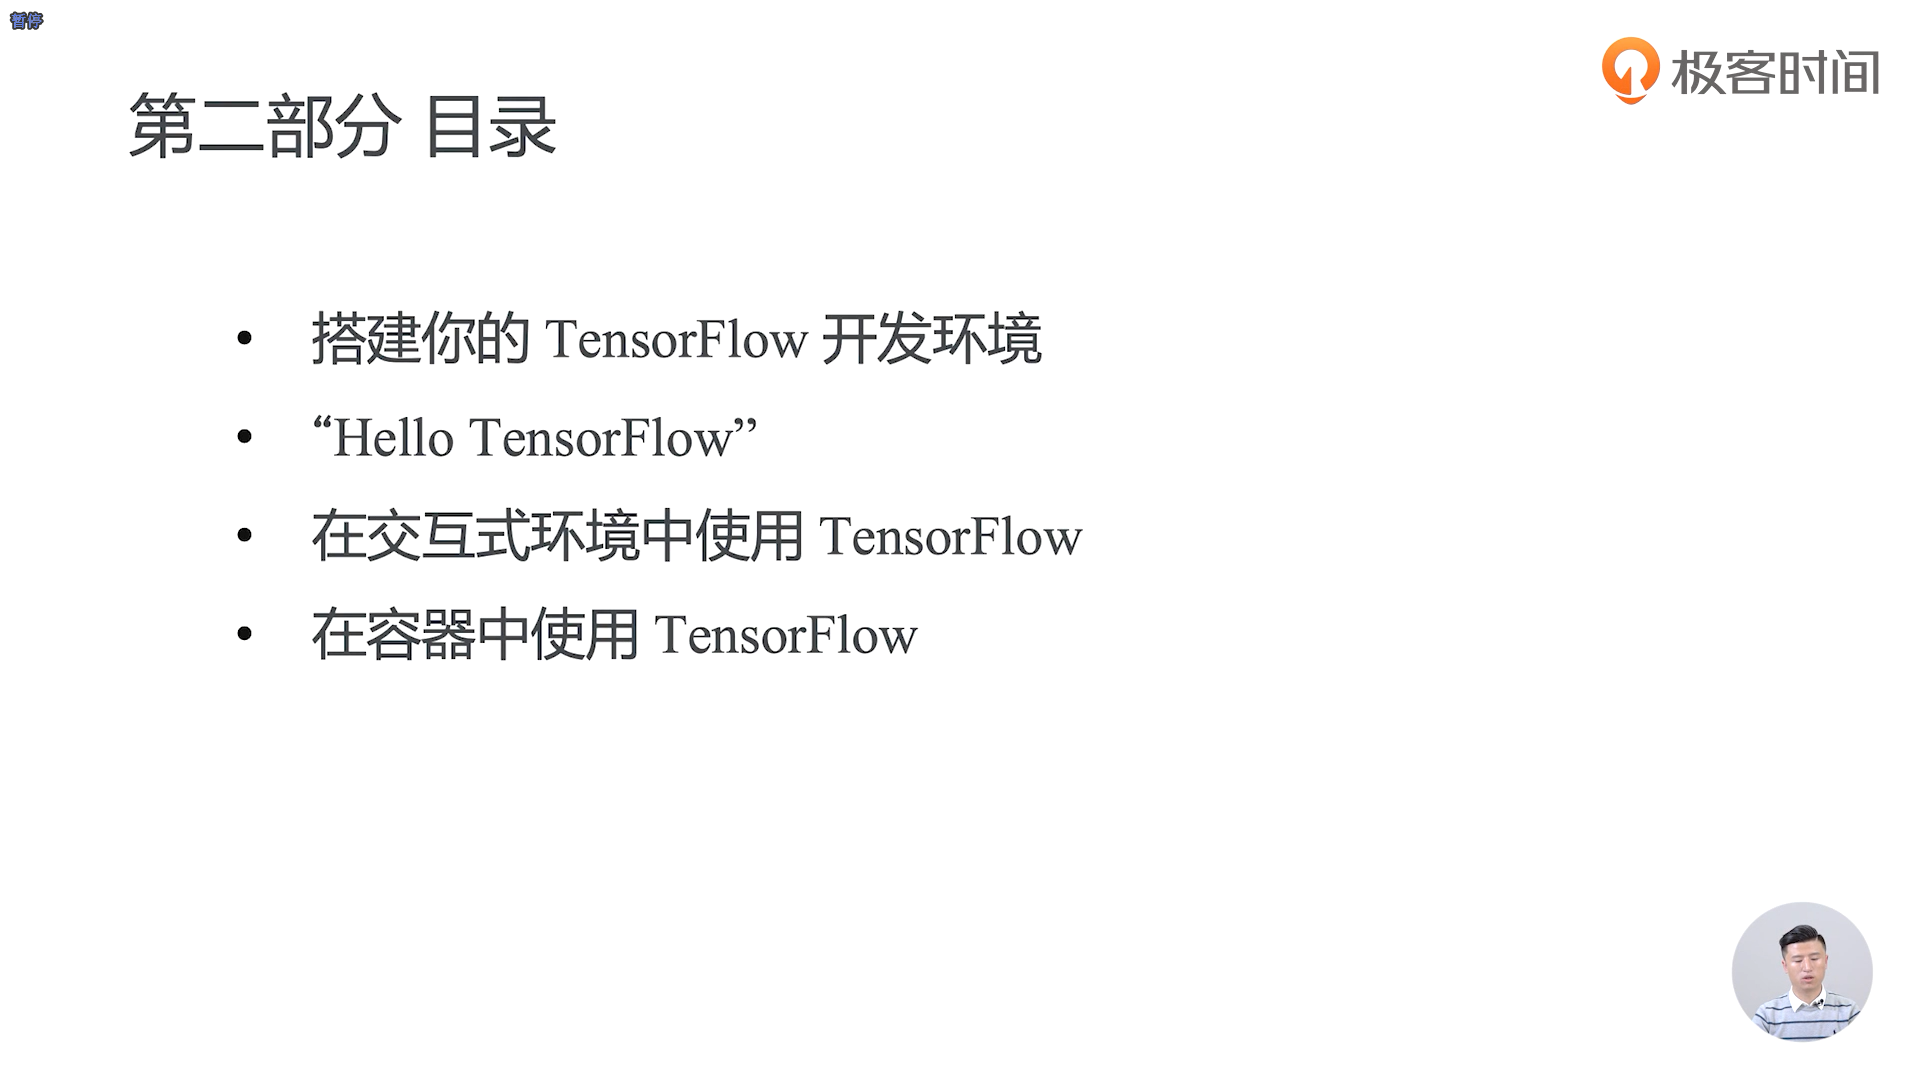 暂停
极客时间
第二部分 目录
• 搭建你的 TensorFlow 开发环境
• “Hello TensorFlow”
• 在交互式环境中使用 TensorFlow
• 在容器中使用 TensorFlow